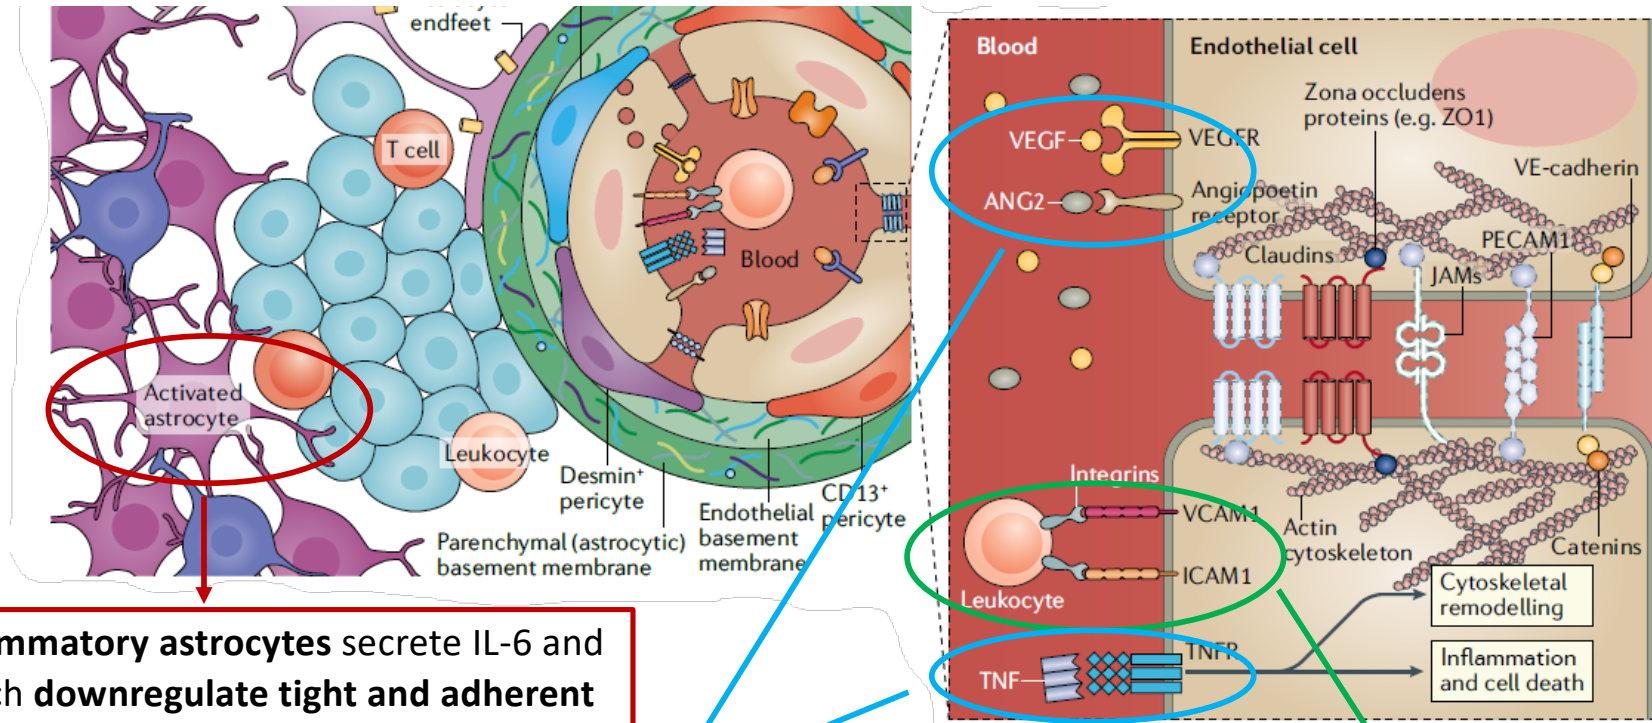 endfeet
T cell
Blood
Activated
astrocyte
Leukocyte
Desmin⁺
pericyte
Endothelial
basement
membrane
CD13⁺
pericyte
Parenchymal (astrocytic)
basement membrane
mmatory astrocytes secrete IL-6 and
downregulate tight and adherent
Blood
Endothelial cell
Zona occludens
proteins (e.g. ZO1)
VEGF
VEGFR
VE-cadherin
ANG2
Angiopoetin
receptor
Claudins
PECAM1
JAMs
Integrins
VCAM1
Actin
cytoskeleton
Catenins
ICAM1
Leukocyte
Cytoskeletal
remodelling
TNF
TNFR
Inflammation
and cell death